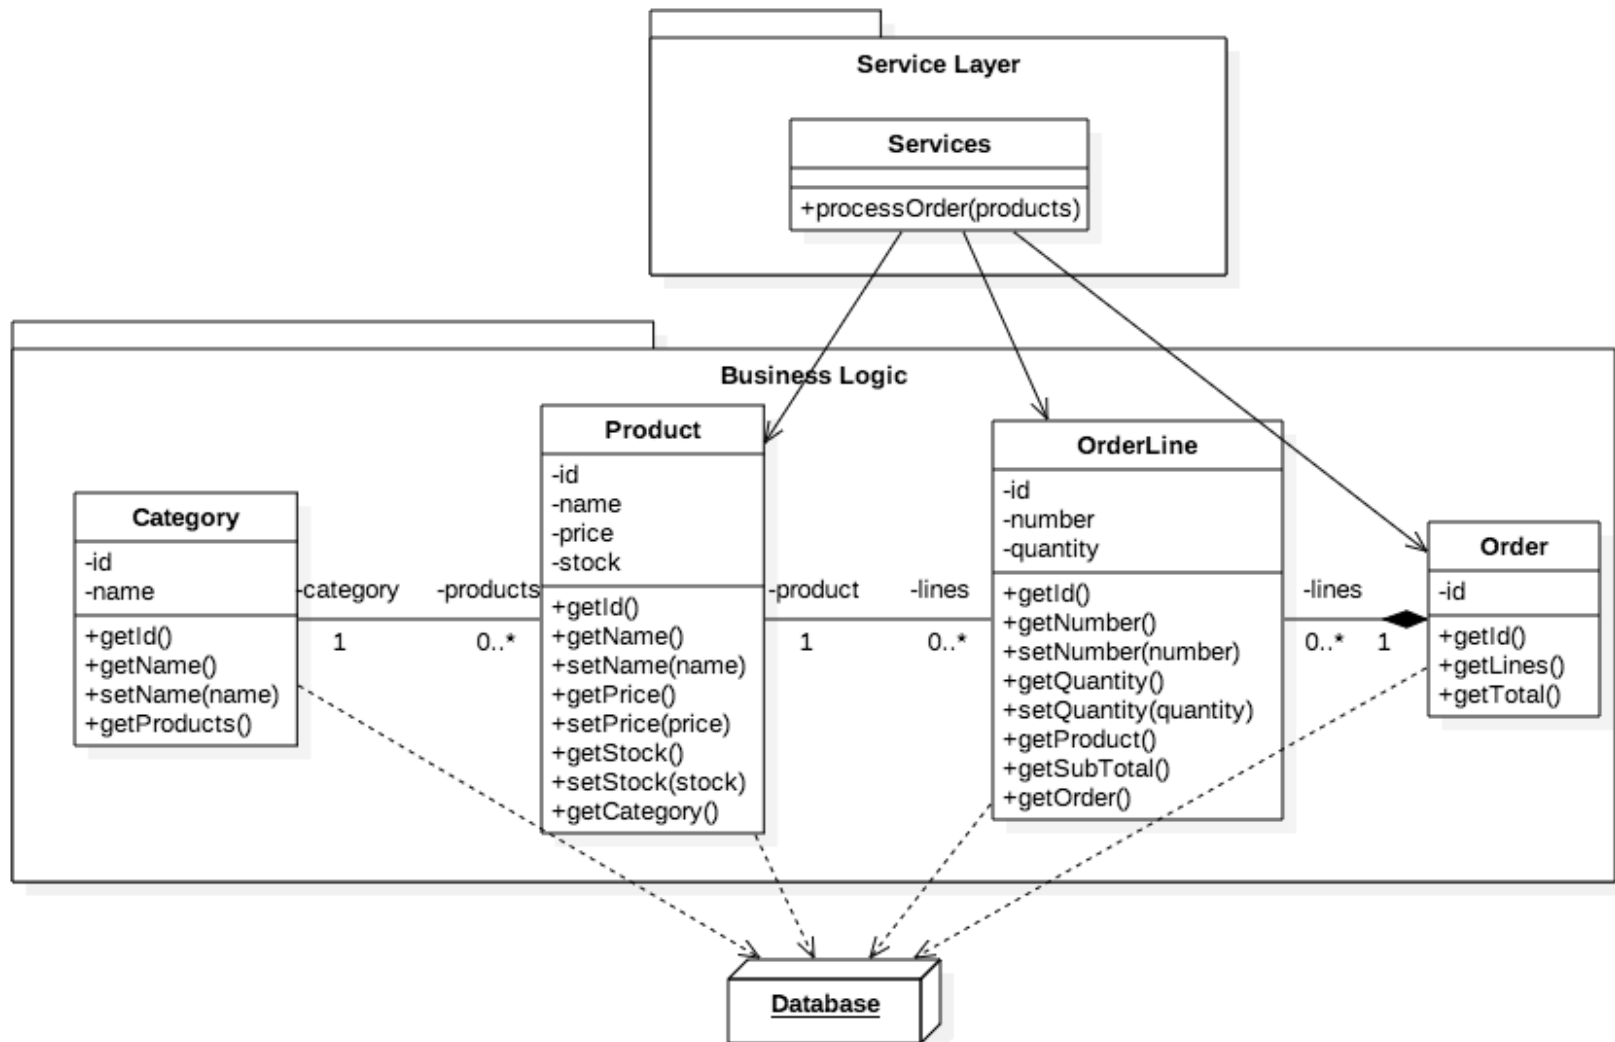 Service Layer
Services
+processOrder(products)
Business Logic
Category
-id
-name
+getId()
+getName()
+setName(name)
+getProducts()
-category
1
-products
0..*
Product
-id
-name
-price
-stock
+getId()
+getName()
+setName(name)
+getPrice()
+setPrice(price)
+getStock()
+setStock(stock)
+getCategory()
-product
1
-lines
0..*
OrderLine
-id
-number
-quantity
+getId()
+getNumber()
+setNumber(number)
+getQuantity()
+setQuantity(quantity)
+getProduct()
+getSubTotal()
+getOrder()
-lines
0..*
1
Order
-id
+getId()
+getLines()
+getTotal()
Database